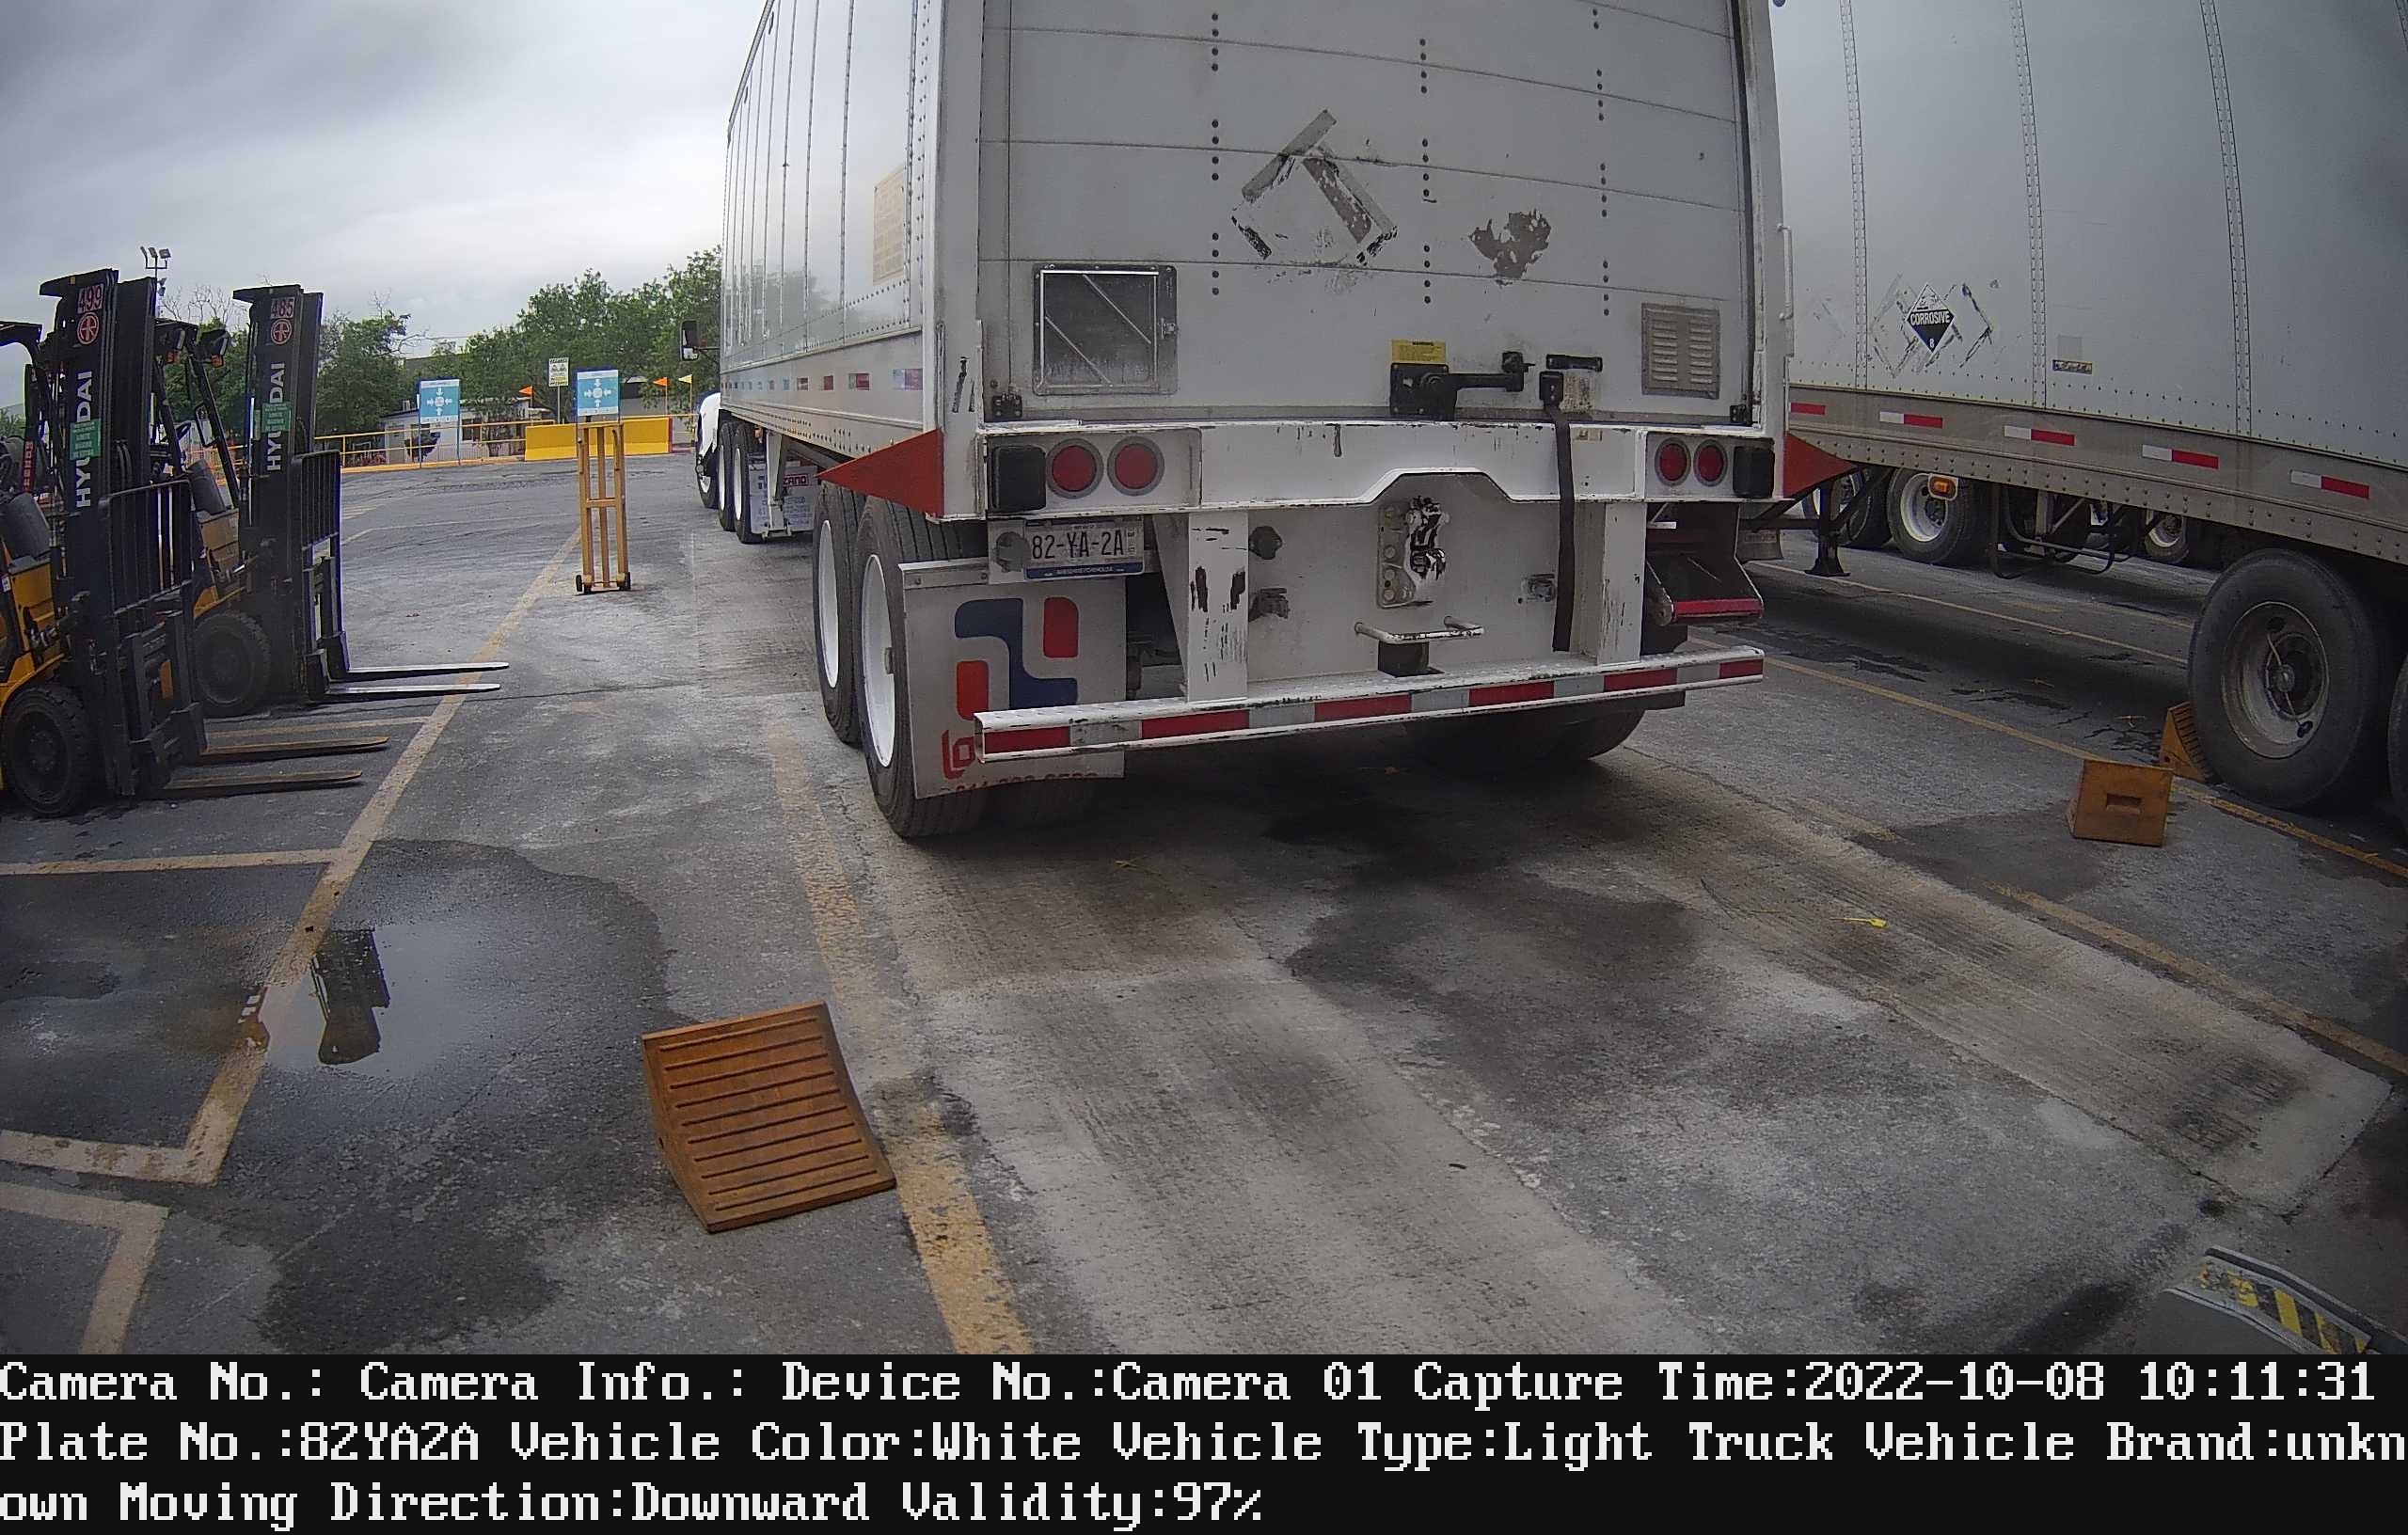 499
485
HYUNDAI
HYUNDAI
CORROSIVE
8
82-YA-2A
Camera No.: Camera Info.: Device No.:Camera 01 Capture Time:2022-10-08 10:11:31
Plate No.:82YA2A Vehicle Color:White Vehicle Type:Light Truck Vehicle Brand:unkn
own Moving Direction:Downward Validity:97%